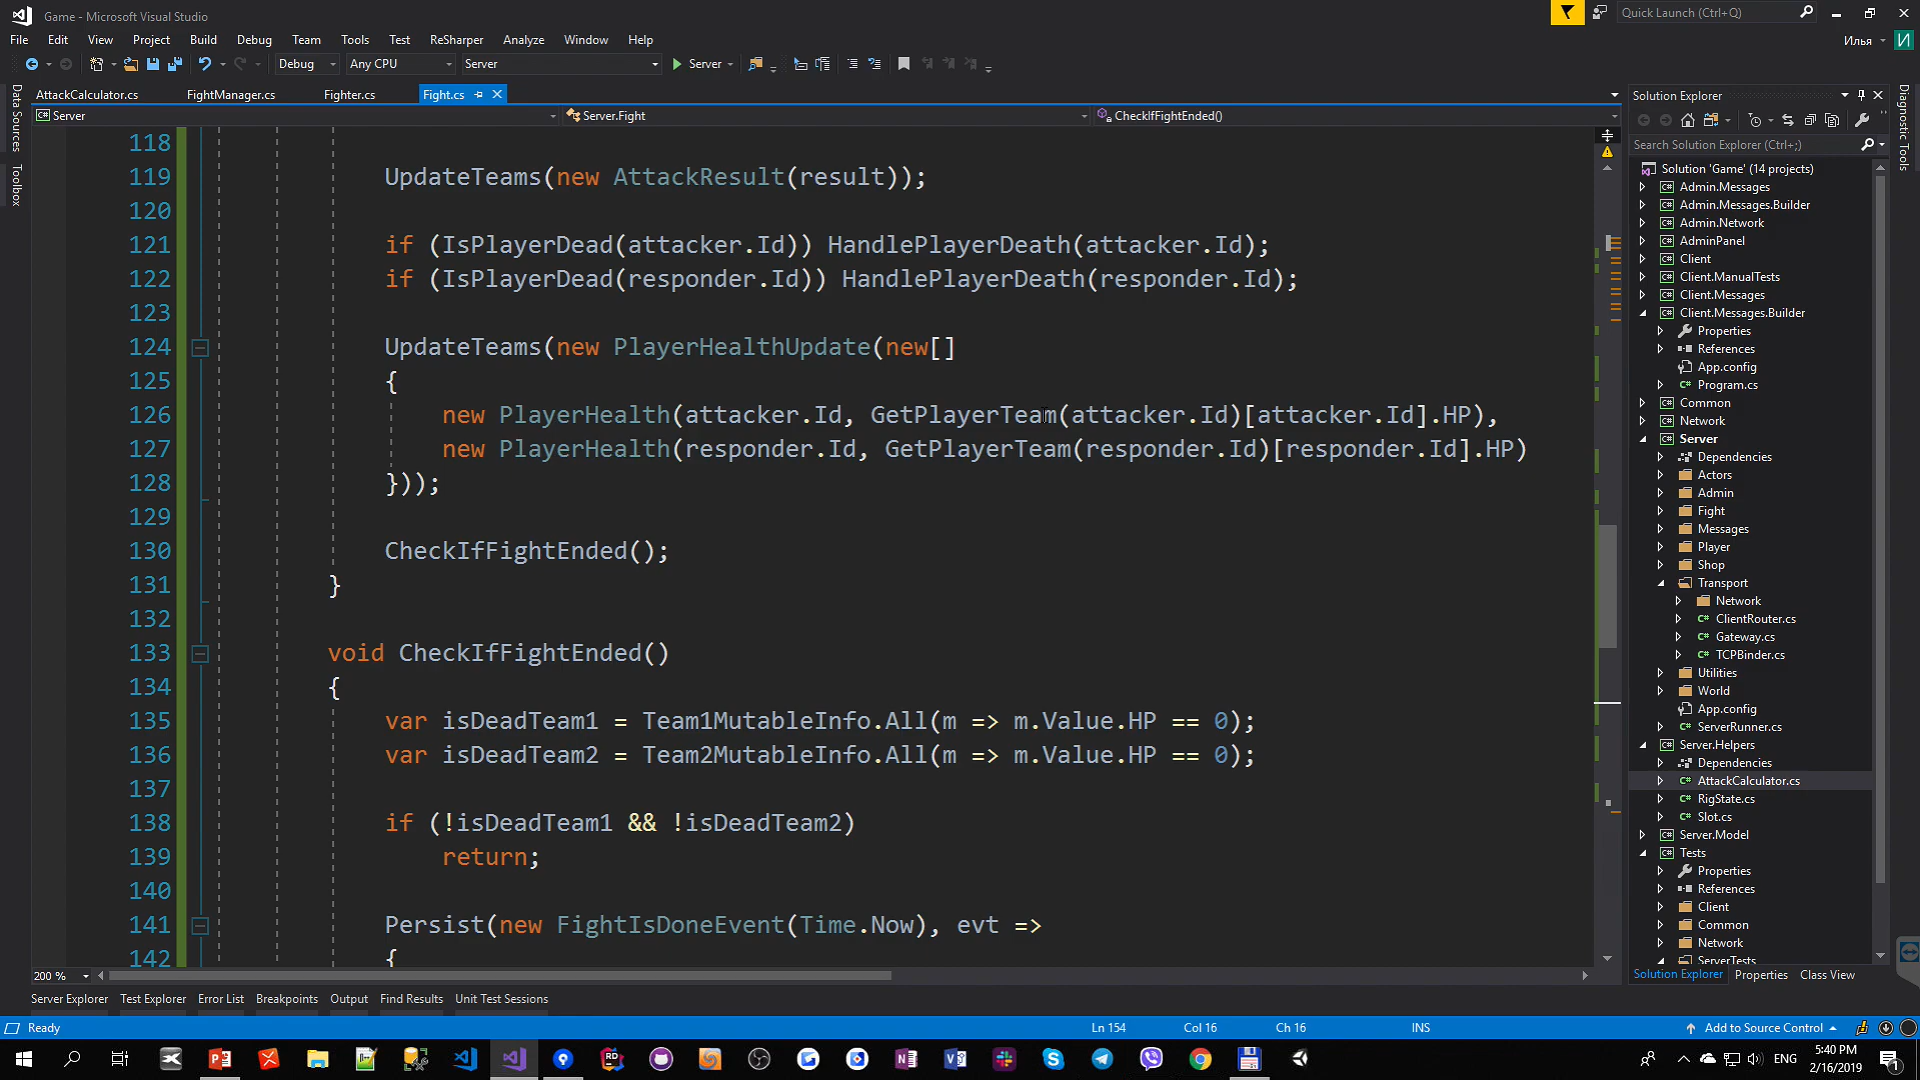 Game - Microsoft Visual Studio
Quick Launch (Ctrl+Q)
File Edit View Project Build Debug Team Tools Test ReSharper Analyze Window Help
Илья И
Debug Any CPU Server Server
AttackCalculator.cs FightManager.cs Fighter.cs Fight.cs
Server Server.Fight CheckIfFightEnded()
Data Sources
Toolbox
118
119 UpdateTeams(new AttackResult(result));
120
121 if (IsPlayerDead(attacker.Id)) HandlePlayerDeath(attacker.Id);
122 if (IsPlayerDead(responder.Id)) HandlePlayerDeath(responder.Id);
123
124 UpdateTeams(new PlayerHealthUpdate(new[]
125 {
126 new PlayerHealth(attacker.Id, GetPlayerTeam(attacker.Id)[attacker.Id].HP),
127 new PlayerHealth(responder.Id, GetPlayerTeam(responder.Id)[responder.Id].HP)
128 }));
129
130 CheckIfFightEnded();
131 }
132
133 void CheckIfFightEnded()
134 {
135 var isDeadTeam1 = Team1MutableInfo.All(m => m.Value.HP == 0);
136 var isDeadTeam2 = Team2MutableInfo.All(m => m.Value.HP == 0);
137
138 if (!isDeadTeam1 && !isDeadTeam2)
139 return;
140
141 Persist(new FightIsDoneEvent(Time.Now), evt =>
142 {
200 %
Solution Explorer
Search Solution Explorer (Ctrl+;)
Solution 'Game' (14 projects)
Admin.Messages
Admin.Messages.Builder
Admin.Network
AdminPanel
Client
Client.ManualTests
Client.Messages
Client.Messages.Builder
Properties
References
App.config
Program.cs
Common
Network
Server
Dependencies
Actors
Admin
Fight
Messages
Player
Shop
Transport
Network
ClientRouter.cs
Gateway.cs
TCPBinder.cs
Utilities
World
App.config
ServerRunner.cs
Server.Helpers
Dependencies
AttackCalculator.cs
RigState.cs
Slot.cs
Server.Model
Tests
Properties
References
Client
Common
Network
ServerTests
Solution Explorer Properties Class View
Diagnostic Tools
Server Explorer Test Explorer Error List Breakpoints Output Find Results Unit Test Sessions
Ready Ln 154 Col 16 Ch 16 INS Add to Source Control
ENG
5:40 PM
2/16/2019